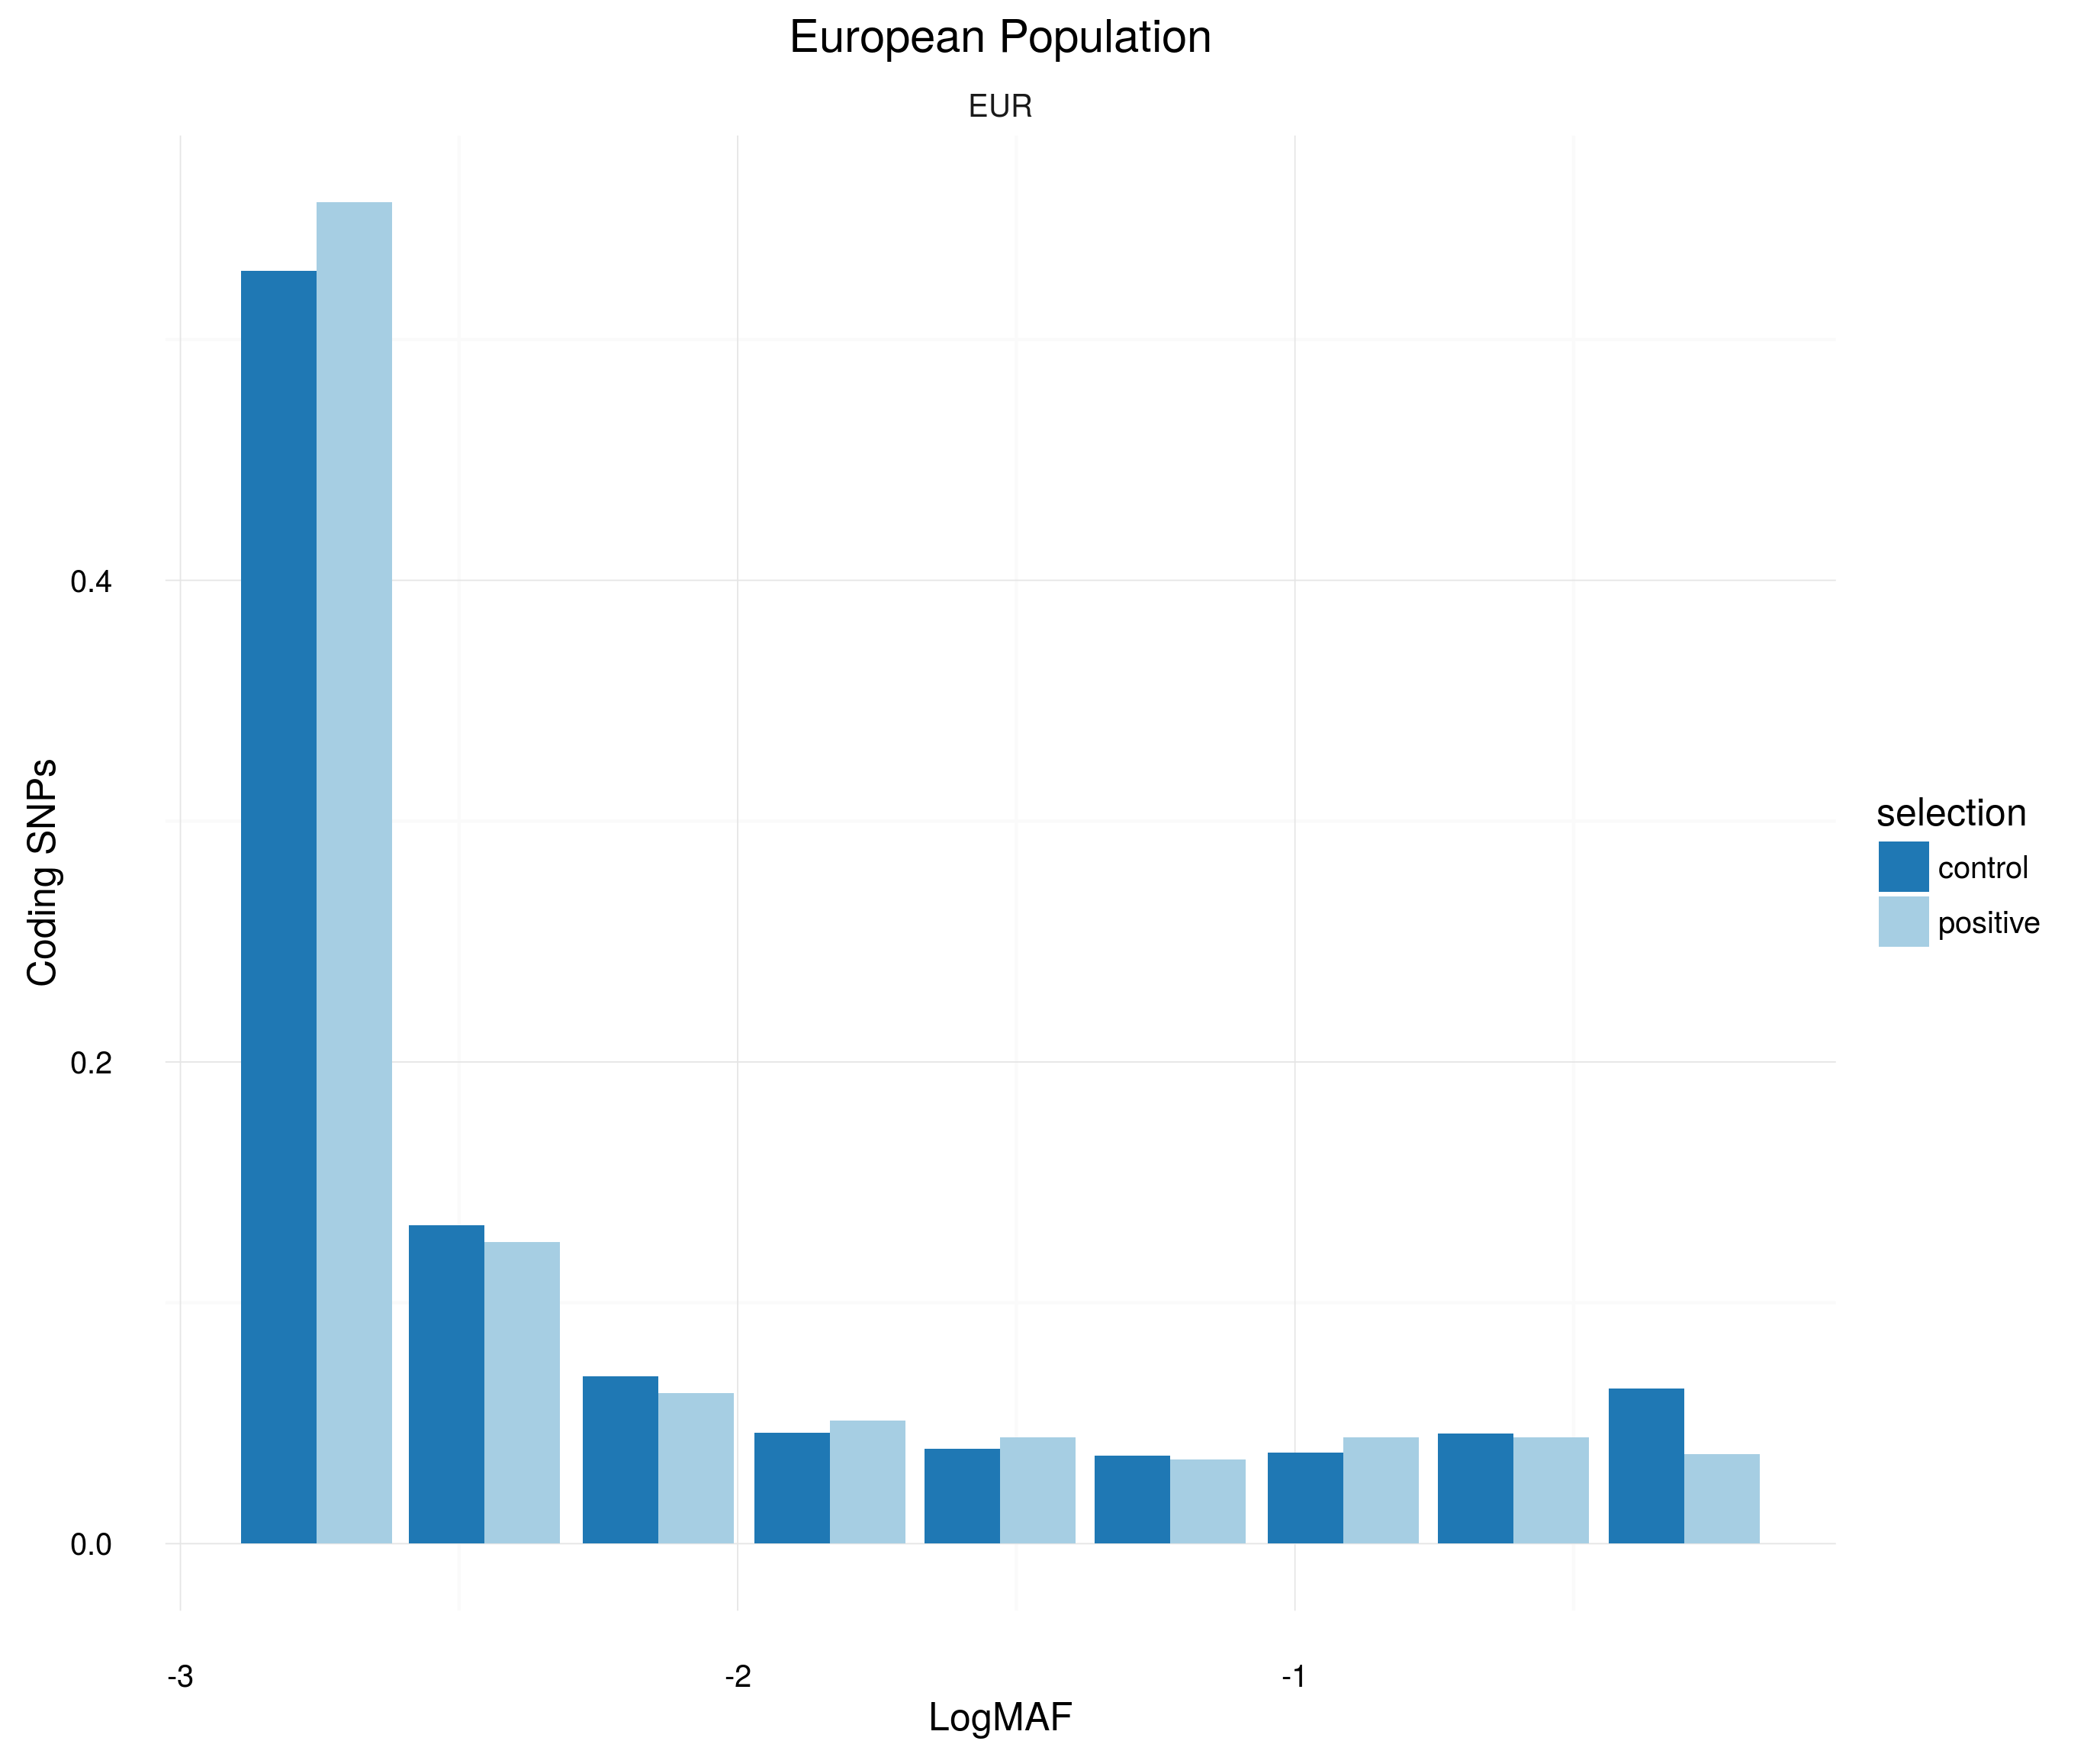 European Population
EUR
Coding SNPs
0.4
0.2
0.0
-3
-2
-1
LogMAF
selection
control
positive